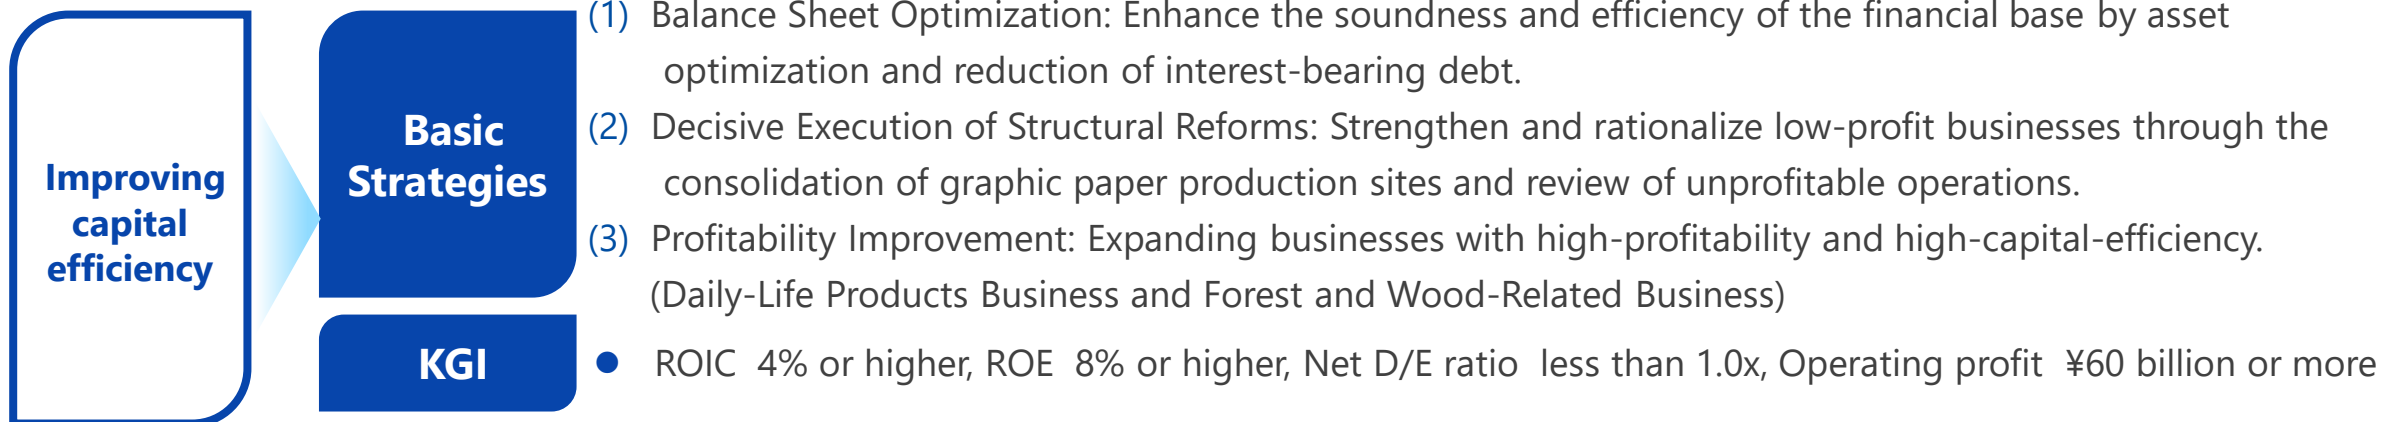 Improving
capital
efficiency
Basic
Strategies
(1) Balance Sheet Optimization: Enhance the soundness and efficiency of the financial base by asset
optimization and reduction of interest-bearing debt.
(2) Decisive Execution of Structural Reforms: Strengthen and rationalize low-profit businesses through the
consolidation of graphic paper production sites and review of unprofitable operations.
(3) Profitability Improvement: Expanding businesses with high-profitability and high-capital-efficiency.
(Daily-Life Products Business and Forest and Wood-Related Business)
KGI
● ROIC 4% or higher, ROE 8% or higher, Net D/E ratio less than 1.0x, Operating profit ¥60 billion or more